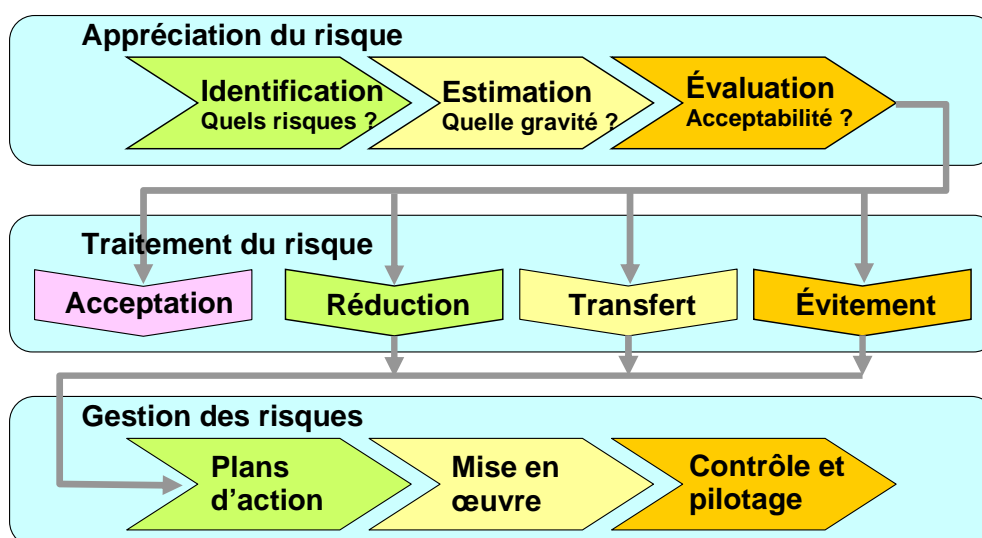 Appréciation du risque
Identification
Quels risques ?
Estimation
Quelle gravité ?
Évaluation
Acceptabilité ?
Traitement du risque
Acceptation
Réduction
Transfert
Évitement
Gestion des risques
Plans
d’action
Mise en
œuvre
Contrôle et
pilotage